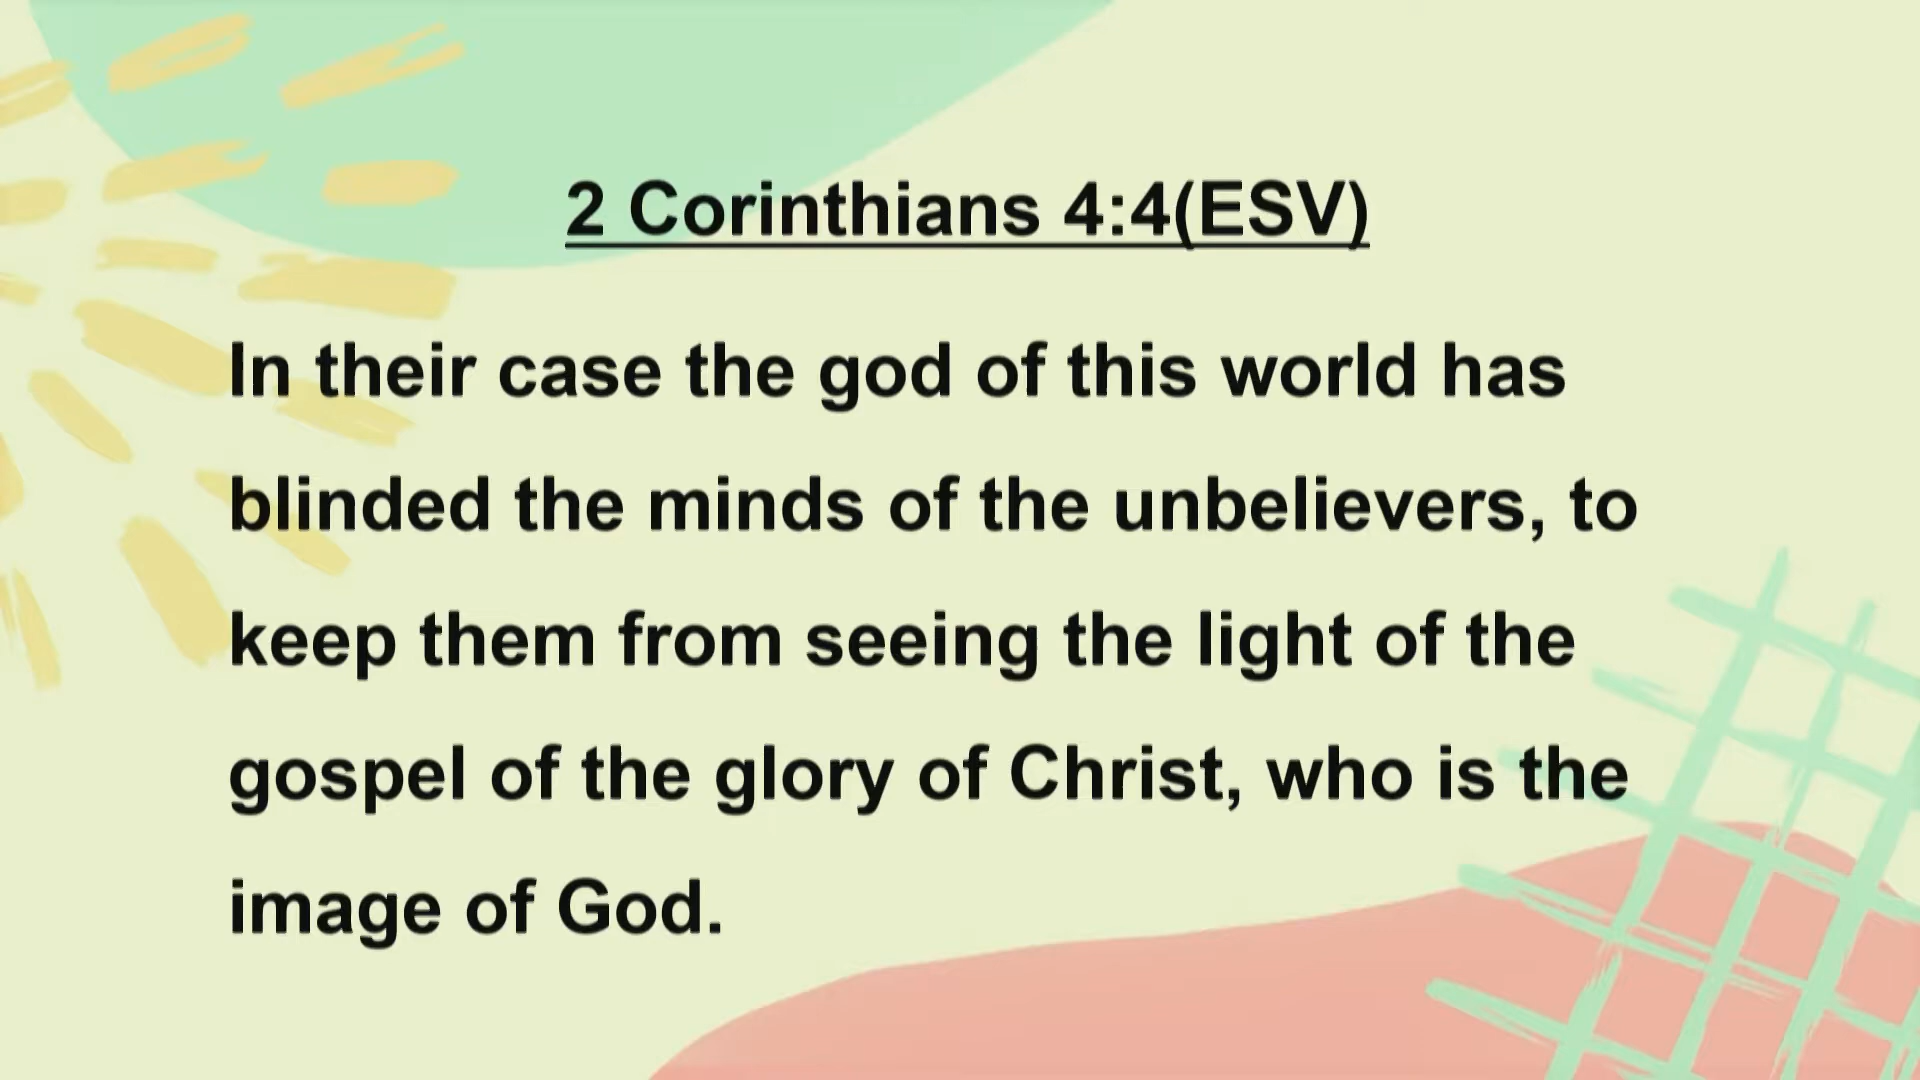 2 Corinthians 4:4(ESV)
In their case the god of this world has
blinded the minds of the unbelievers, to
keep them from seeing the light of the
gospel of the glory of Christ, who is the
image of God.